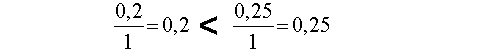 0,2/1 = 0,2 < 0,25/1 = 0,25